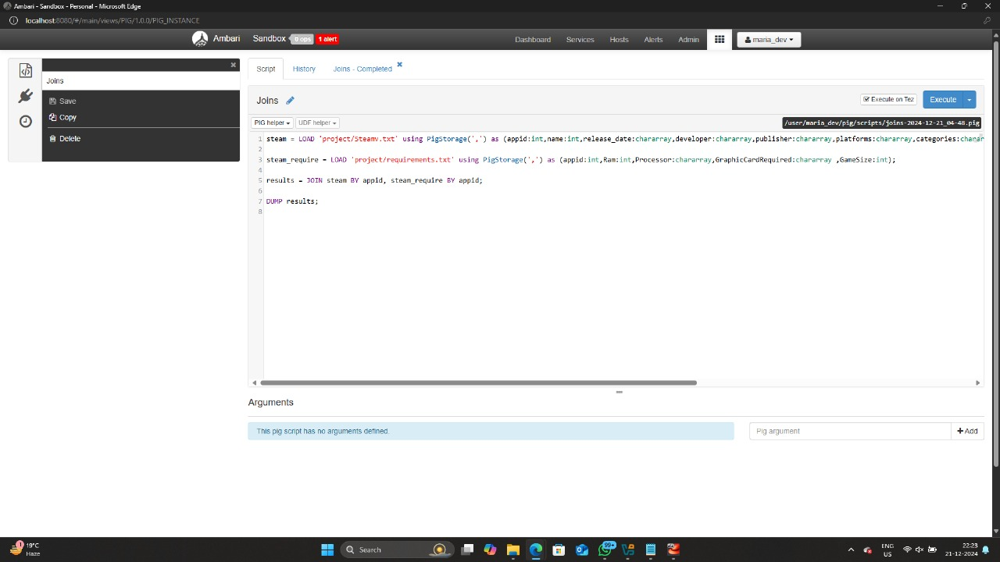 Ambari - Sandbox - Personal - Microsoft Edge
localhost:8080/#/main/views/PIG/1.0.0/PIG_INSTANCE
Ambari Sandbox 0 ops 1 alert Dashboard Services Hosts Alerts Admin maria_dev
Joins
Save
Copy
Delete
Script History Joins - Completed
Joins Execute on Tez Execute
PIG helper UDF helper /user/maria_dev/pig/scripts/joins-2024-12-21_04-48.pig
1 steam = LOAD 'project/Steamv.txt' using PigStorage(',') as (appid:int,name:int,release_date:chararray,developer:chararray,publisher:chararray,platforms:chararray,categories:charar
2
3 steam_require = LOAD 'project/requirements.txt' using PigStorage(',') as (appid:int,Ram:int,Processor:chararray,GraphicCardRequired:chararray ,GameSize:int);
4
5 results = JOIN steam BY appid, steam_require BY appid;
6
7 DUMP results;
8
Arguments
This pig script has no arguments defined.
Pig argument
Add
1 19°C
Haze
Search
99+
ENG
US
22:23
21-12-2024